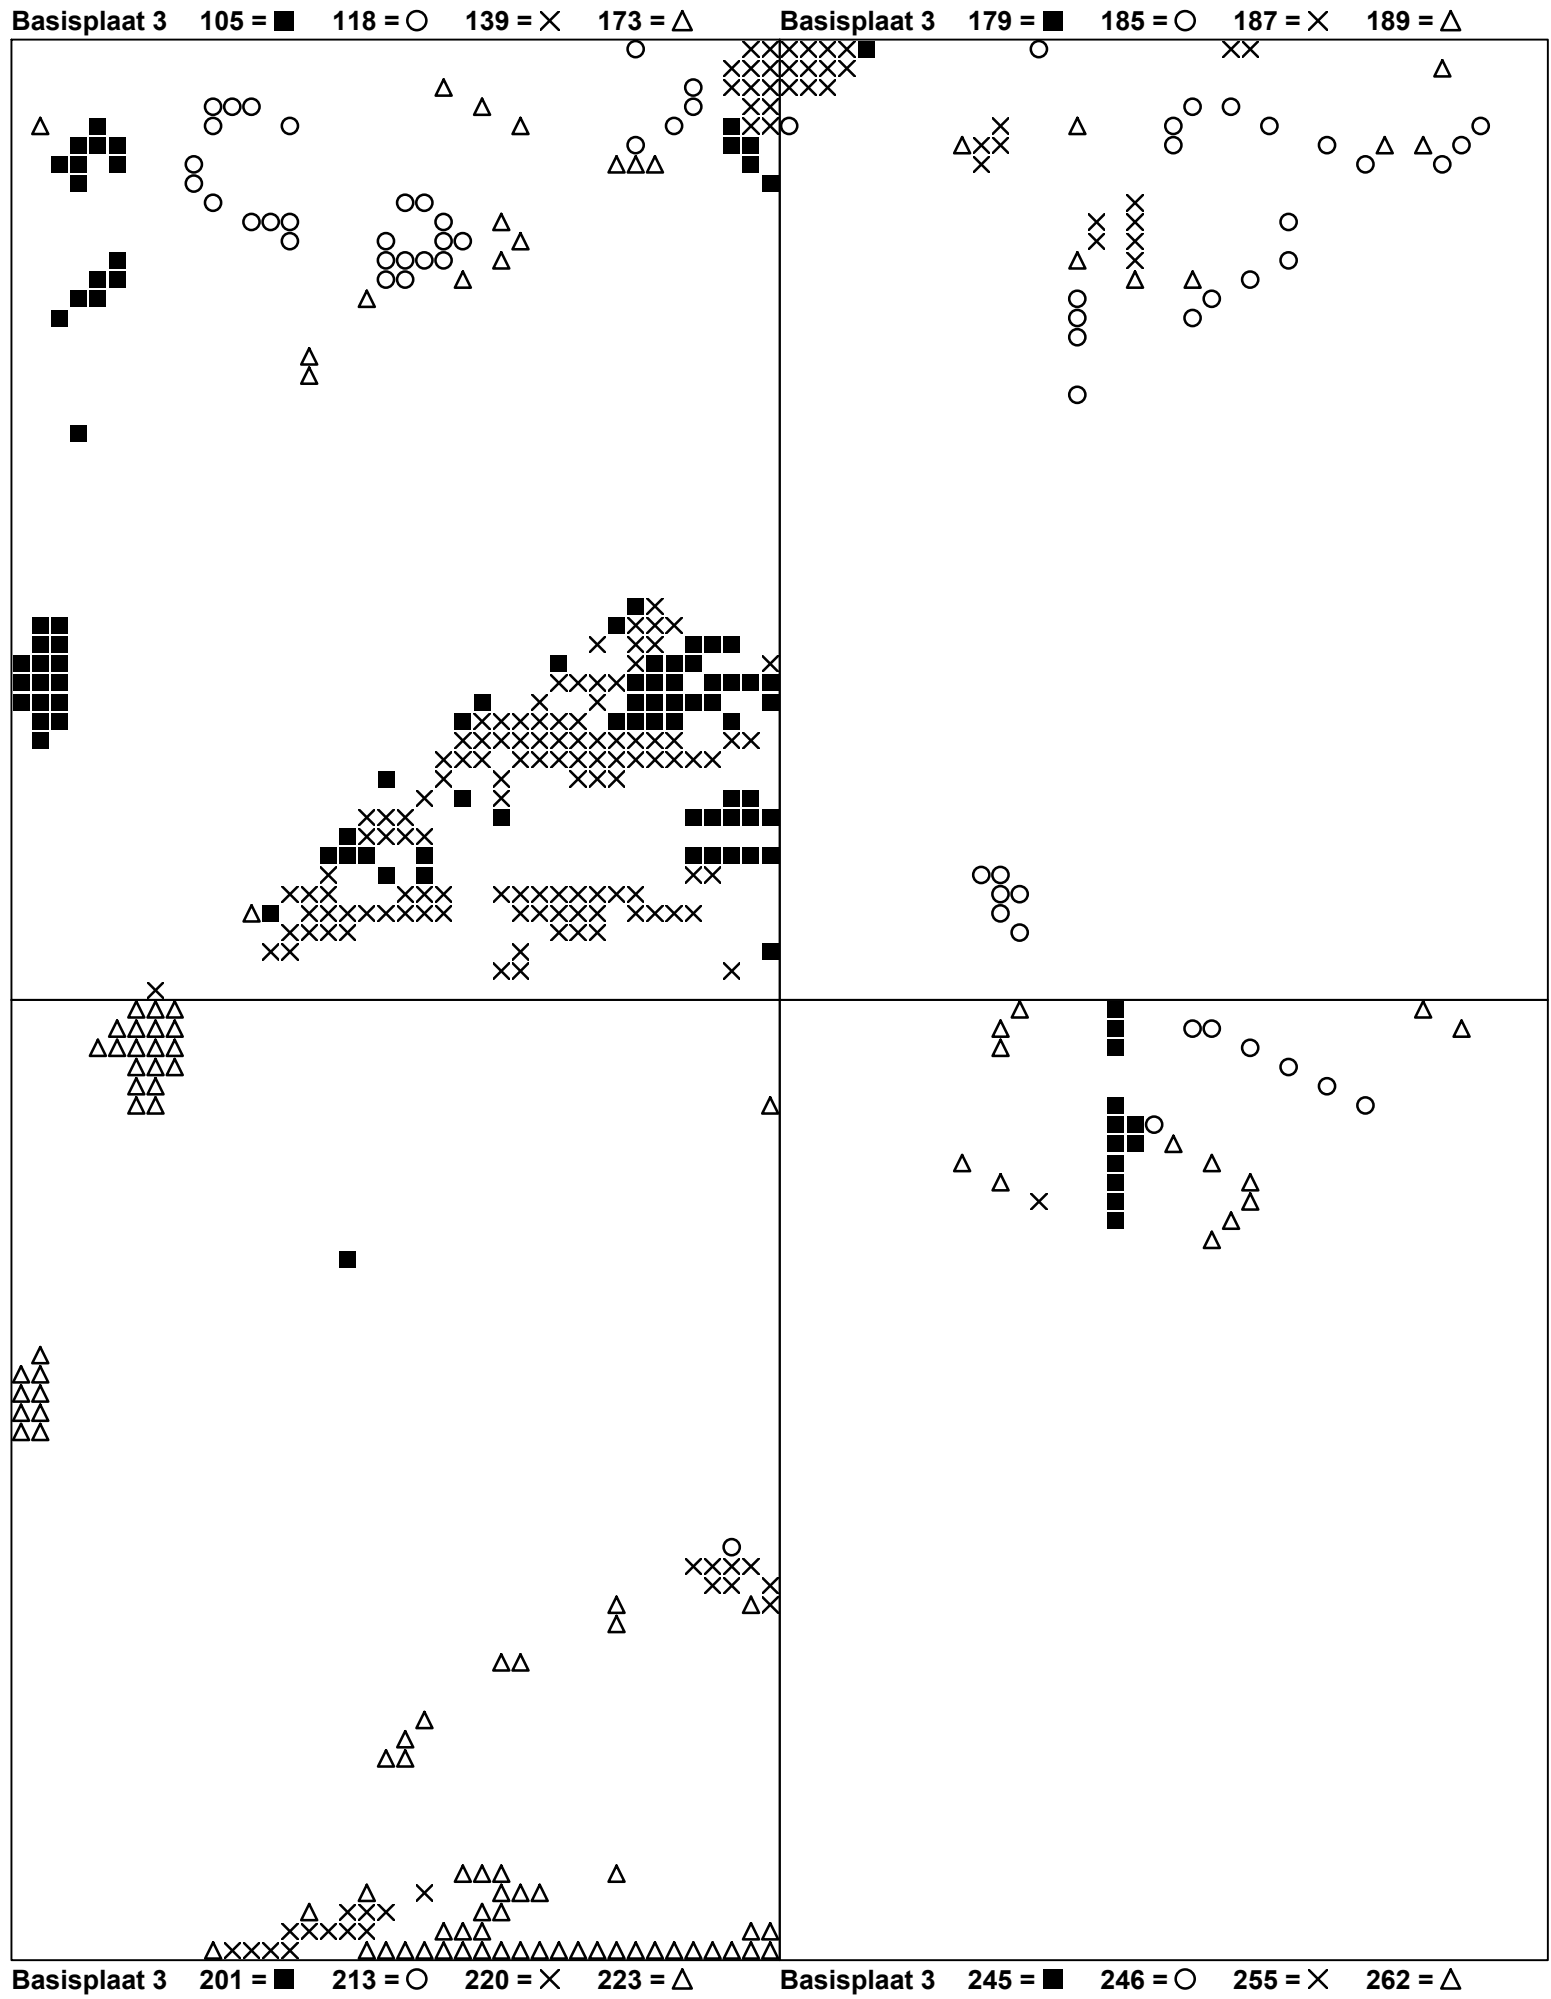 Basisplaat 3 105 = ■ 118 = ○ 139 = × 173 = △
Basisplaat 3 179 = ■ 185 = ○ 187 = × 189 = △
Basisplaat 3 201 = ■ 213 = ○ 220 = × 223 = △
Basisplaat 3 245 = ■ 246 = ○ 255 = × 262 = △